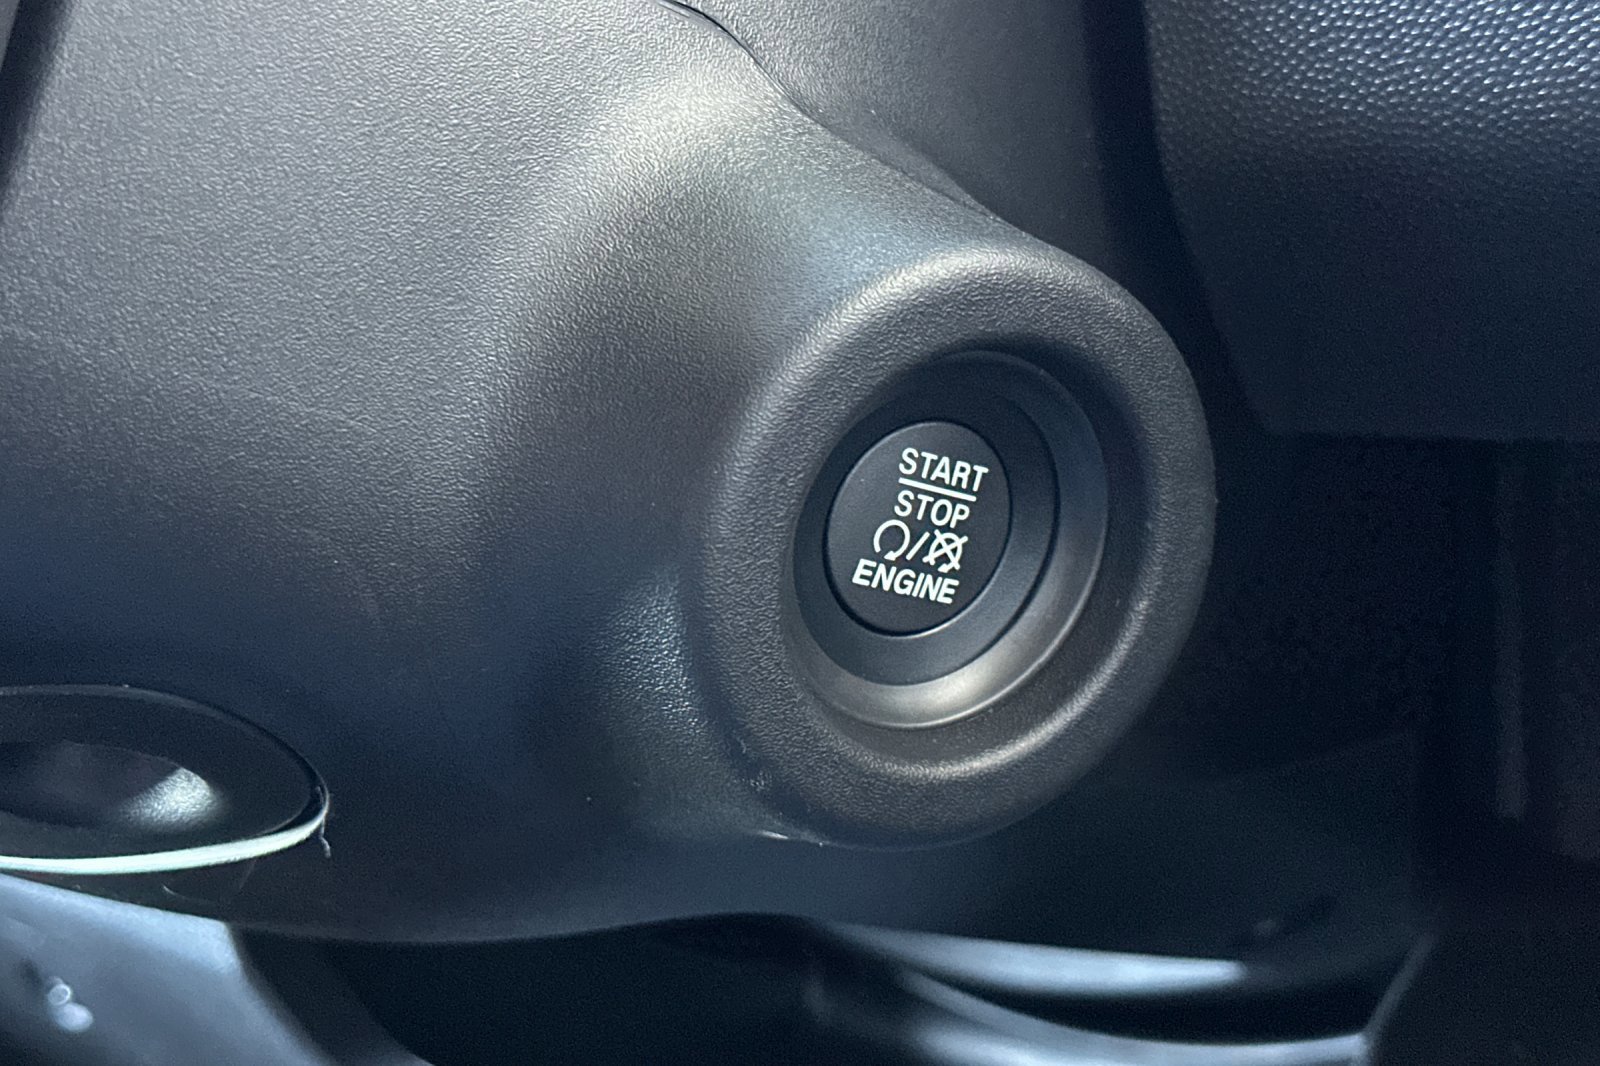 START
STOP
/
ENGINE